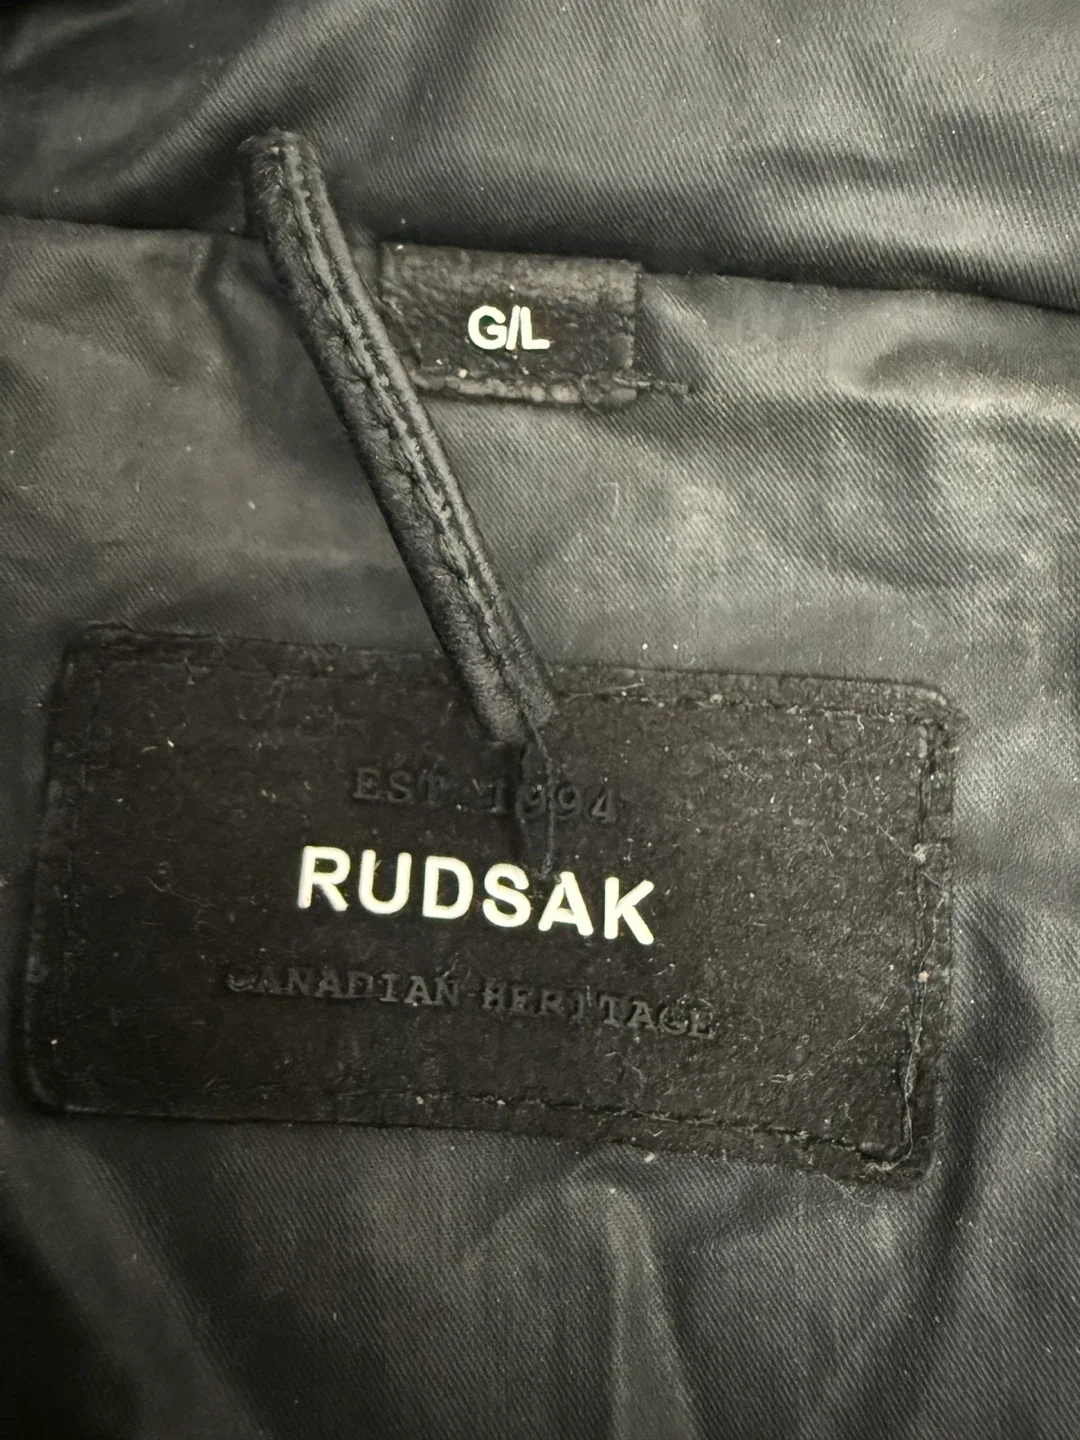 G/L
EST. 1994
RUDSAK
CANADIAN HERITAGE